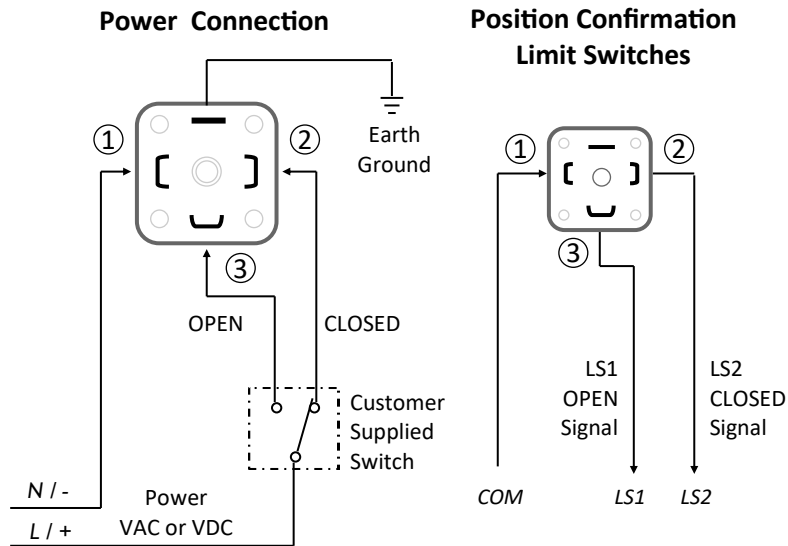 Power Connection
Earth
Ground
①
②
③
OPEN
CLOSED
Customer
Supplied
Switch
N / -
Power
VAC or VDC
L / +
Position Confirmation
Limit Switches
①
②
③
LS1
OPEN
Signal
LS2
CLOSED
Signal
COM
LS1
LS2